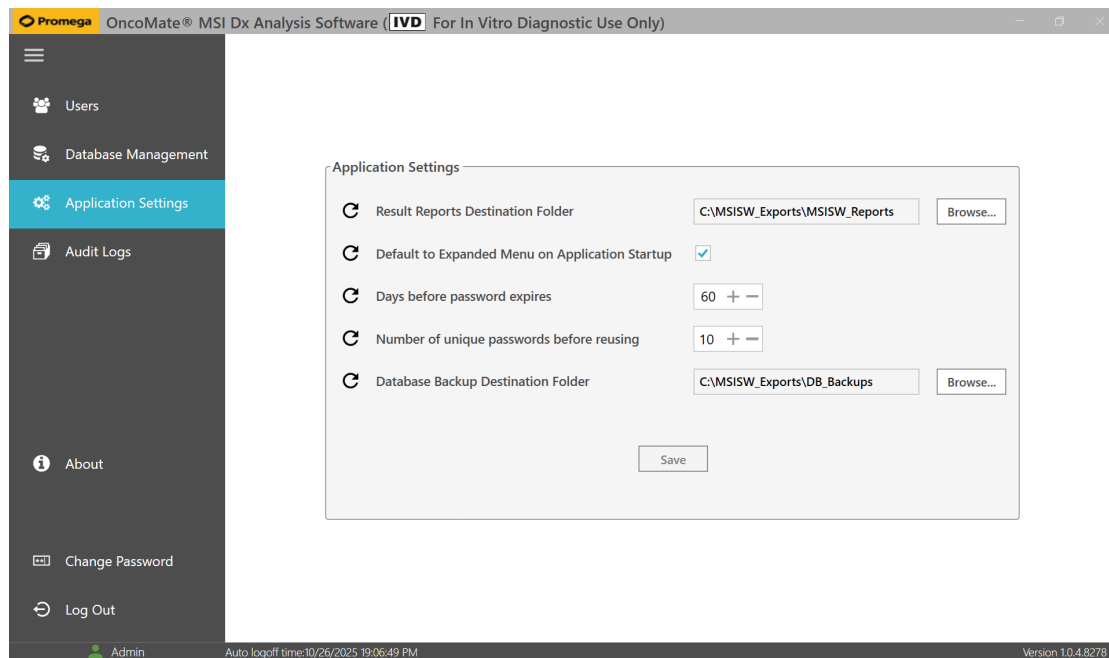 Promega OncoMate® MSI Dx Analysis Software ( IVD For In Vitro Diagnostic Use Only)
Users
Database Management
Application Settings
Audit Logs
About
Change Password
Log Out
Application Settings
Result Reports Destination Folder C:\MSISW_Exports\MSISW_Reports Browse...
Default to Expanded Menu on Application Startup
Days before password expires 60 + −
Number of unique passwords before reusing 10 + −
Database Backup Destination Folder C:\MSISW_Exports\DB_Backups Browse...
Save
Admin Auto logoff time:10/26/2025 19:06:49 PM Version 1.0.4.8278